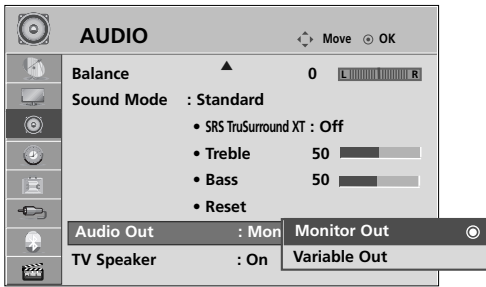 AUDIO Move OK
Balance 0 L R
Sound Mode : Standard
• SRS TruSurround XT : Off
• Treble 50
• Bass 50
• Reset
Audio Out : Mon Monitor Out
Variable Out
TV Speaker : On